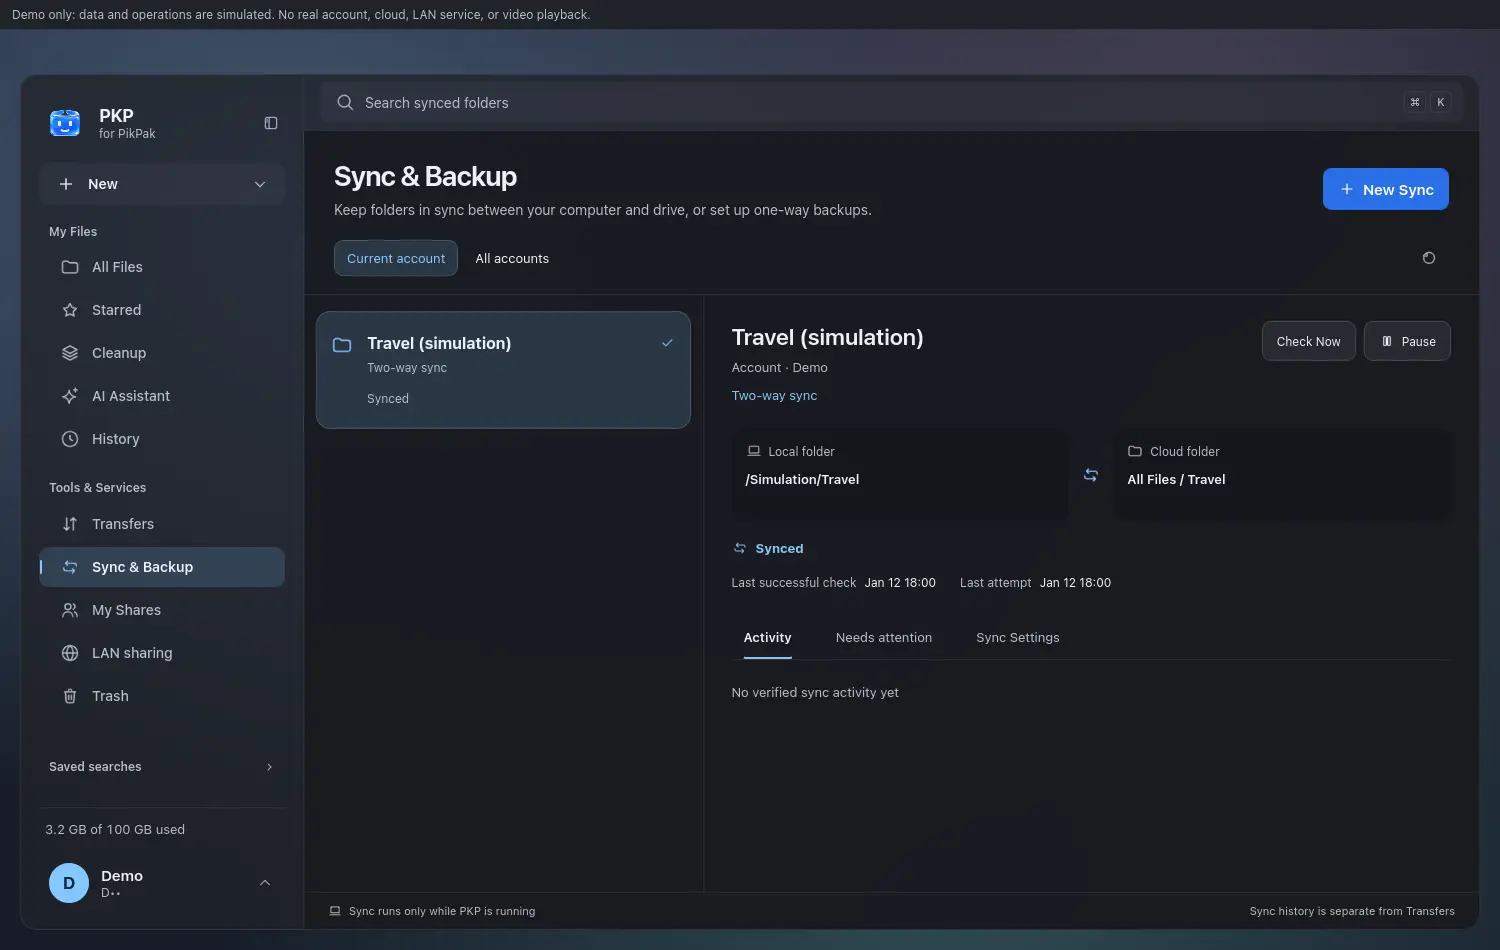 Demo only: data and operations are simulated. No real account, cloud, LAN service, or video playback.
PKP
for PikPak
New
My Files
All Files
Starred
Cleanup
AI Assistant
History
Tools & Services
Transfers
Sync & Backup
My Shares
LAN sharing
Trash
Saved searches
3.2 GB of 100 GB used
D
Demo
D••
Search synced folders
⌘ K
Sync & Backup
Keep folders in sync between your computer and drive, or set up one-way backups.
New Sync
Current account
All accounts
Travel (simulation)
Two-way sync
Synced
Travel (simulation)
Account · Demo
Two-way sync
Check Now
Pause
Local folder
/Simulation/Travel
Cloud folder
All Files / Travel
Synced
Last successful check Jan 12 18:00 Last attempt Jan 12 18:00
Activity
Needs attention
Sync Settings
No verified sync activity yet
Sync runs only while PKP is running
Sync history is separate from Transfers